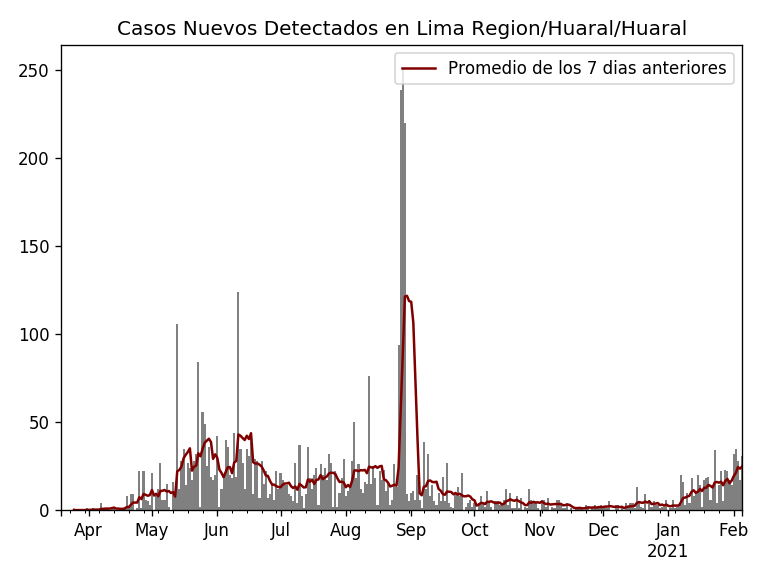 Casos Nuevos Detectados en Lima Region/Huaral/Huaral
Promedio de los 7 dias anteriores
250
200
150
100
50
0
Apr May Jun Jul Aug Sep Oct Nov Dec Jan Feb
2021